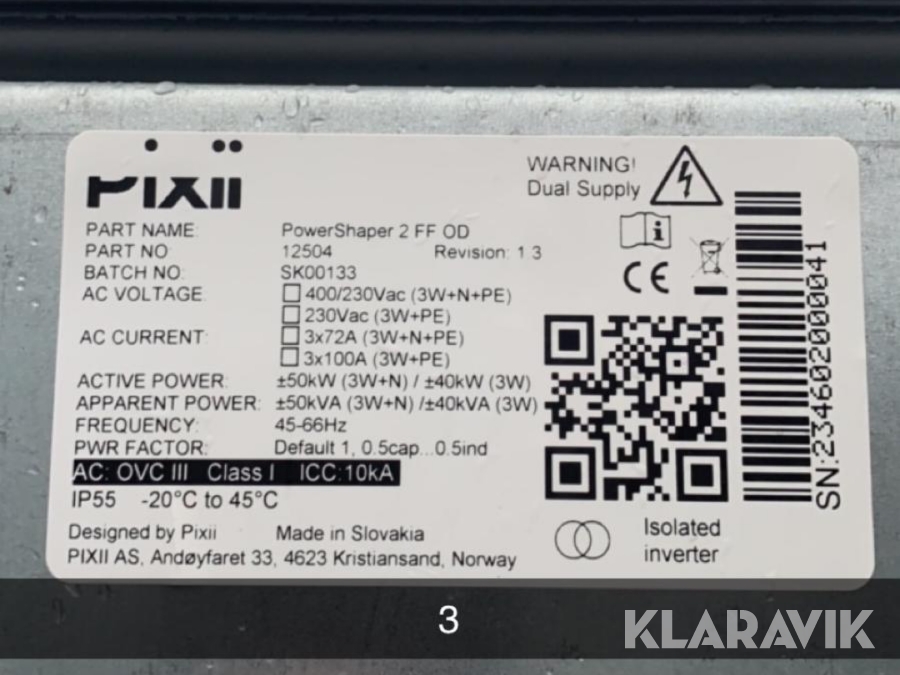 Pixii
WARNING!
Dual Supply
PART NAME: PowerShaper 2 FF OD
PART NO 12504 Revision: 1.3
BATCH NO: SK00133
AC VOLTAGE: 400/230Vac (3W+N+PE)
230Vac (3W+PE)
AC CURRENT: 3x72A (3W+N+PE)
3x100A (3W+PE)
ACTIVE POWER: ±50kW (3W+N) / ±40kW (3W)
APPARENT POWER: ±50kVA (3W+N) /±40kVA (3W)
FREQUENCY: 45-66Hz
PWR FACTOR: Default 1, 0.5cap...0.5ind
AC: OVC III Class I ICC:10kA
IP55 -20°C to 45°C
Designed by Pixii Made in Slovakia
PIXII AS, Andøyfaret 33, 4623 Kristiansand, Norway
i
CE
SN:234602000041
Isolated
inverter
3
KLARAVIK